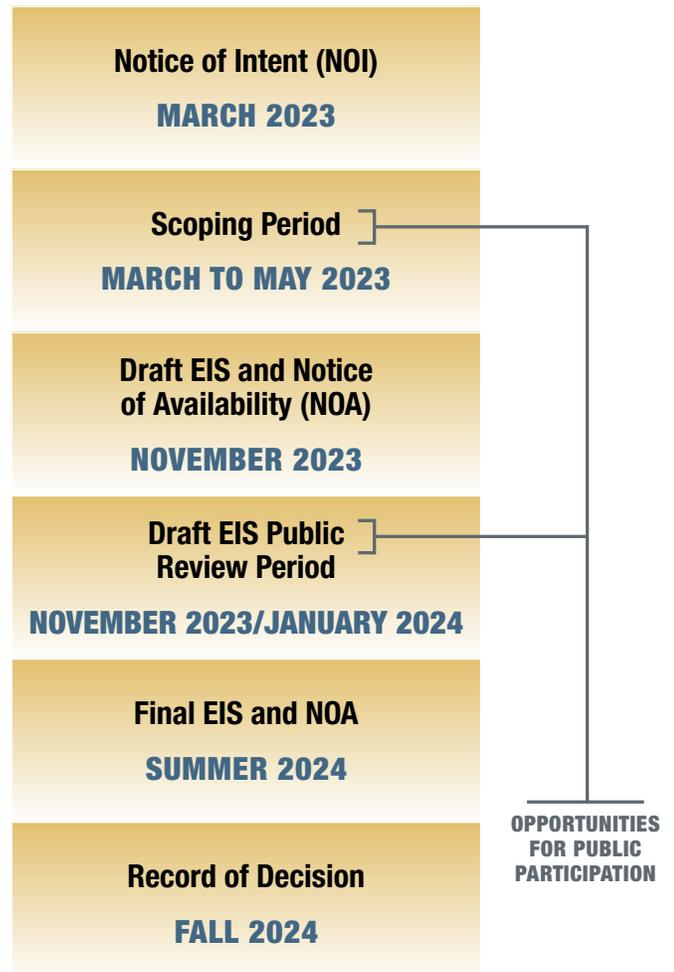 Notice of Intent (NOI)
MARCH 2023
Scoping Period
MARCH TO MAY 2023
Draft EIS and Notice
of Availability (NOA)
NOVEMBER 2023
Draft EIS Public
Review Period
NOVEMBER 2023/JANUARY 2024
Final EIS and NOA
SUMMER 2024
Record of Decision
FALL 2024
OPPORTUNITIES
FOR PUBLIC
PARTICIPATION